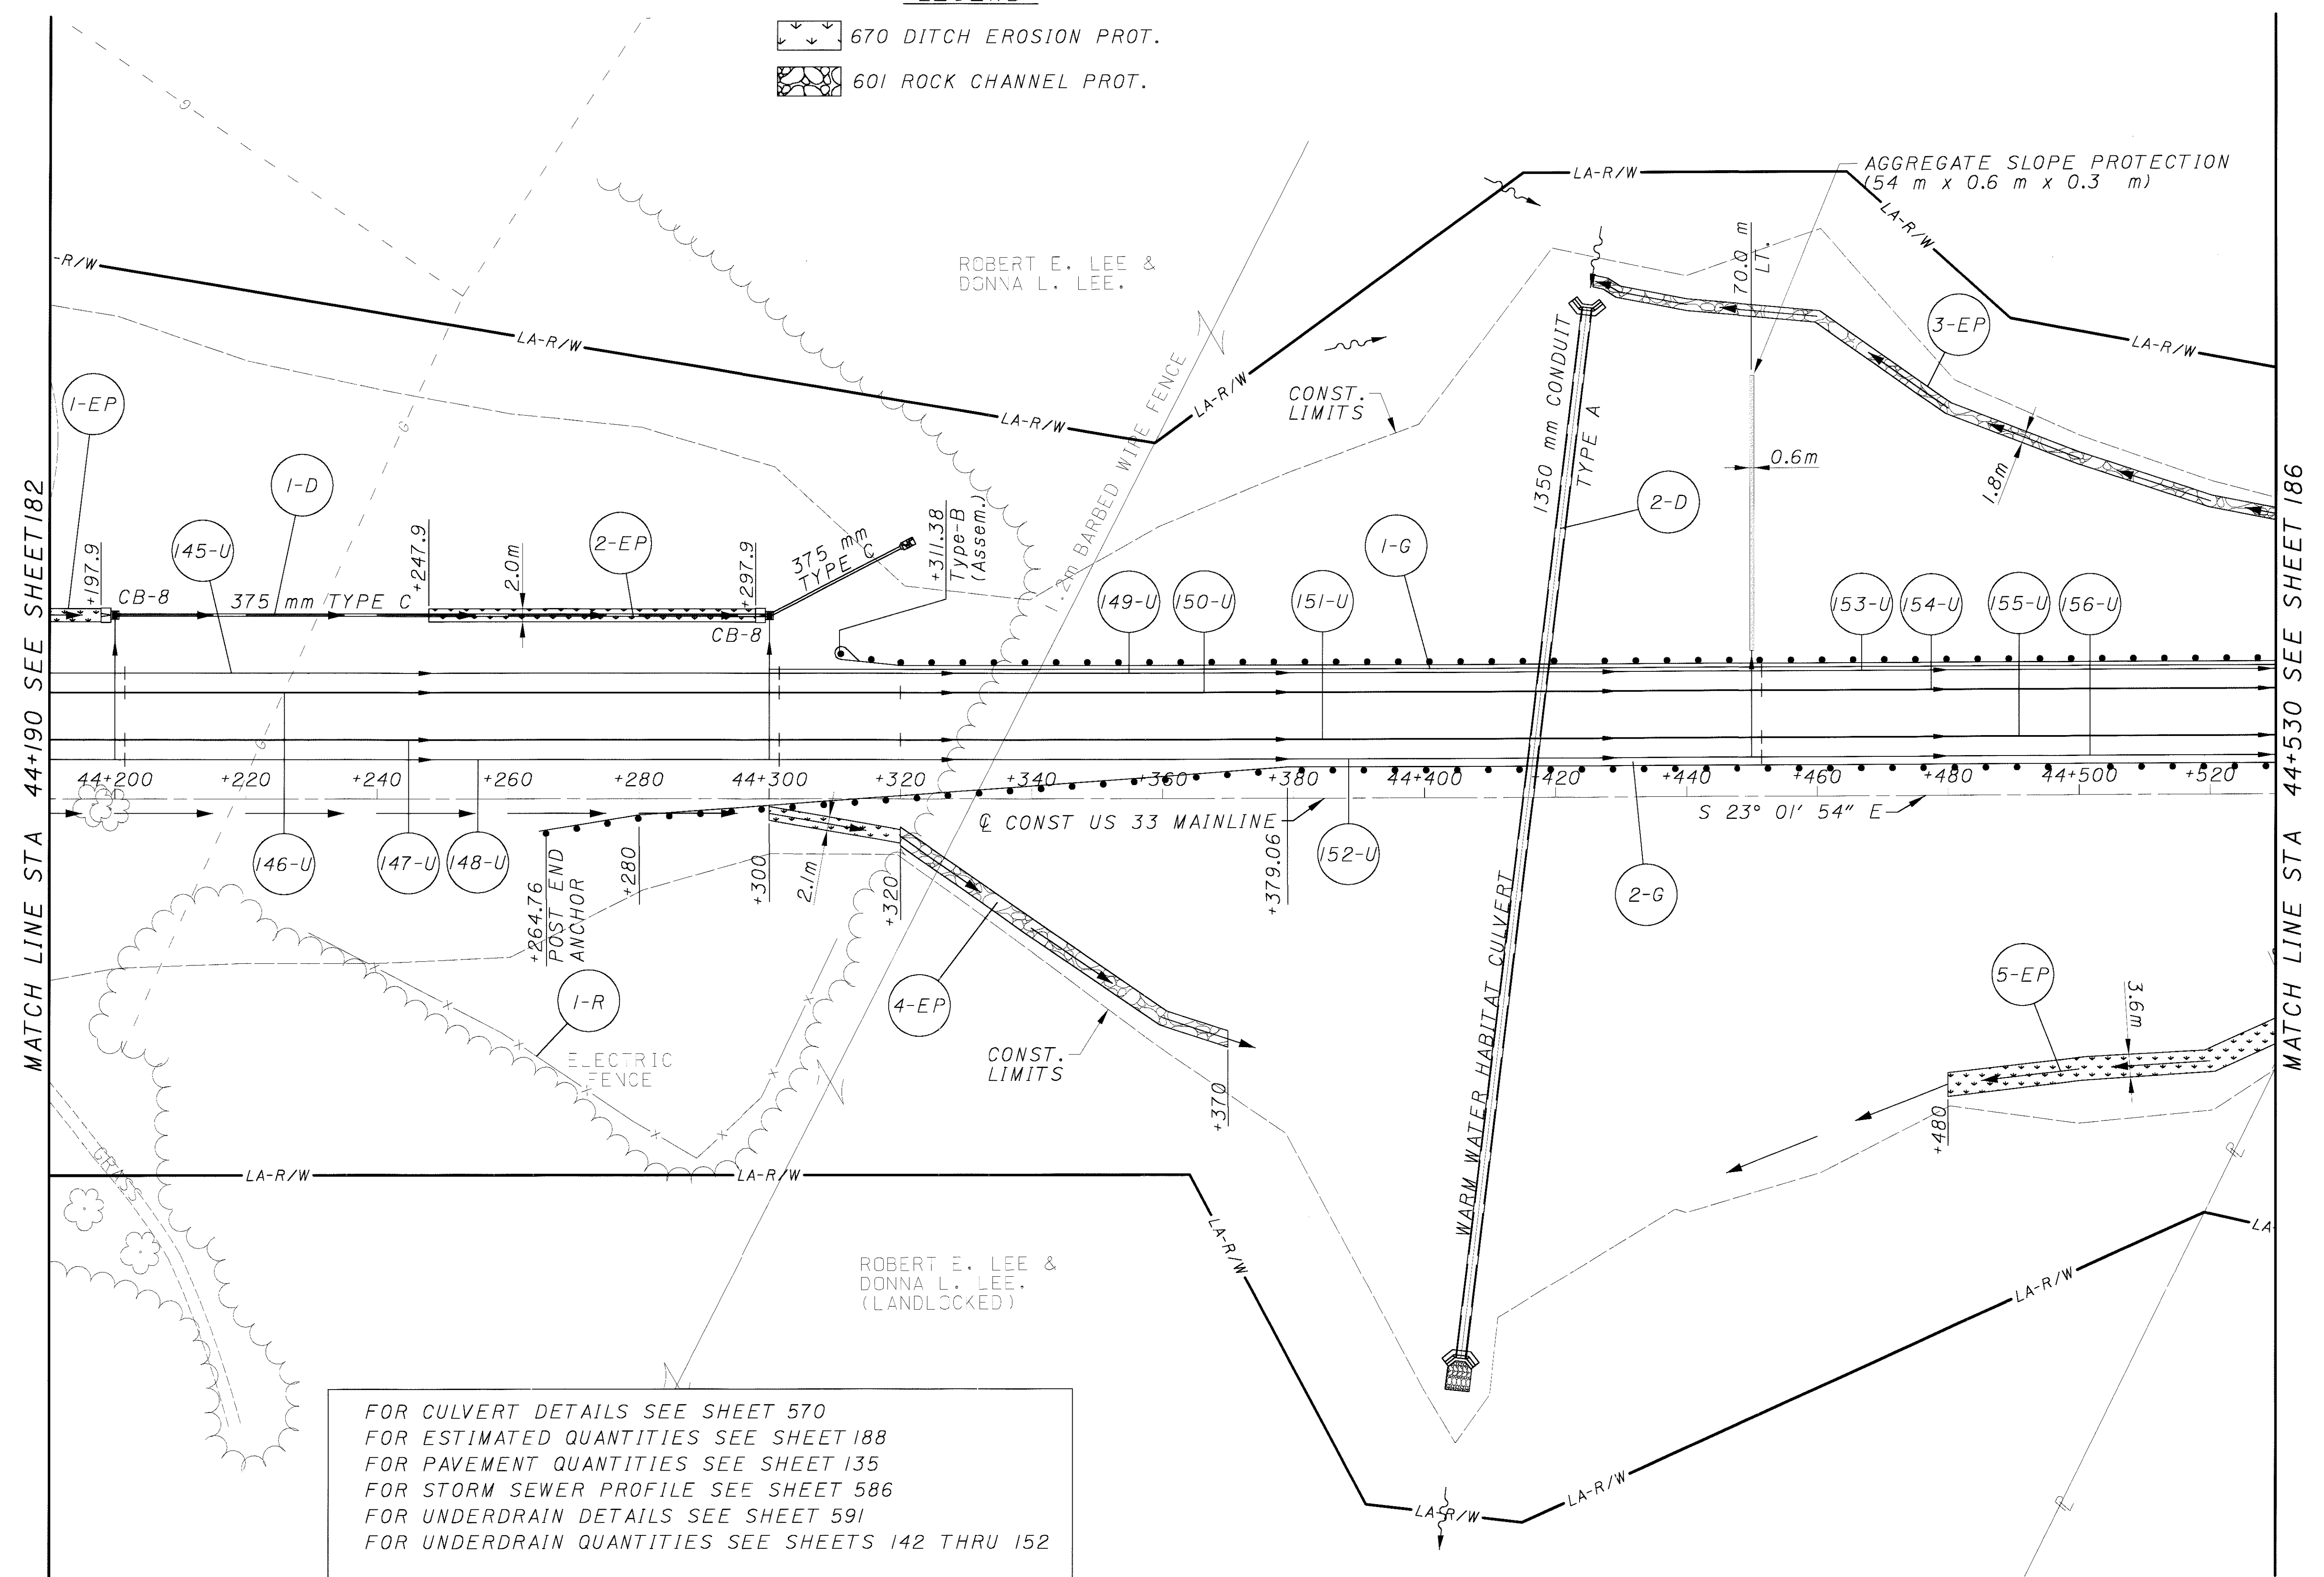 670 DITCH EROSION PROT.
601 ROCK CHANNEL PROT.
AGGREGATE SLOPE PROTECTION
(54 m x 0.6 m x 0.3 m)
LA-R/W
LA-R/W
-R/W
ROBERT E. LEE &
DONNA L. LEE.
70.0 m
LT.
3-EP
LA-R/W
LA-R/W
LA-R/W
LA-R/W
CONST.
LIMITS
1350 mm CONDUIT
TYPE A
1-EP
1.2m BARBED WIRE FENCE
0.6m
1.8m
1-D
2-D
G
G
G
145-U
+197.9
+247.9
2.0m
2-EP
+297.9
375 mm
TYPE C
+311.38
Type-B
(Assem.)
1-G
CB-8
375 mm TYPE C
CB-8
149-U
150-U
151-U
153-U
154-U
155-U
156-U
MATCH LINE STA 44+190 SEE SHEET 182
MATCH LINE STA 44+530 SEE SHEET 186
44+200
+220
+240
+260
+280
44+300
+320
+340
+360
+380
44+400
+420
+440
+460
+480
44+500
+520
℄ CONST US 33 MAINLINE
S 23° 01' 54" E
146-U
147-U
148-U
152-U
2-G
+264.76
POST END
ANCHOR
+280
+300
2.1m
+320
+379.06
WARM WATER HABITAT CULVERT
1-R
4-EP
5-EP
3.6m
ELECTRIC
FENCE
CONST.
LIMITS
+370
+480
GRASS
LA-R/W
LA-R/W
LA-R/W
LA-R/W
LA-R/W
LA-R/W
LA-
ROBERT E. LEE &
DONNA L. LEE.
(LANDLOCKED)
FOR CULVERT DETAILS SEE SHEET 570
FOR ESTIMATED QUANTITIES SEE SHEET 188
FOR PAVEMENT QUANTITIES SEE SHEET 135
FOR STORM SEWER PROFILE SEE SHEET 586
FOR UNDERDRAIN DETAILS SEE SHEET 591
FOR UNDERDRAIN QUANTITIES SEE SHEETS 142 THRU 152